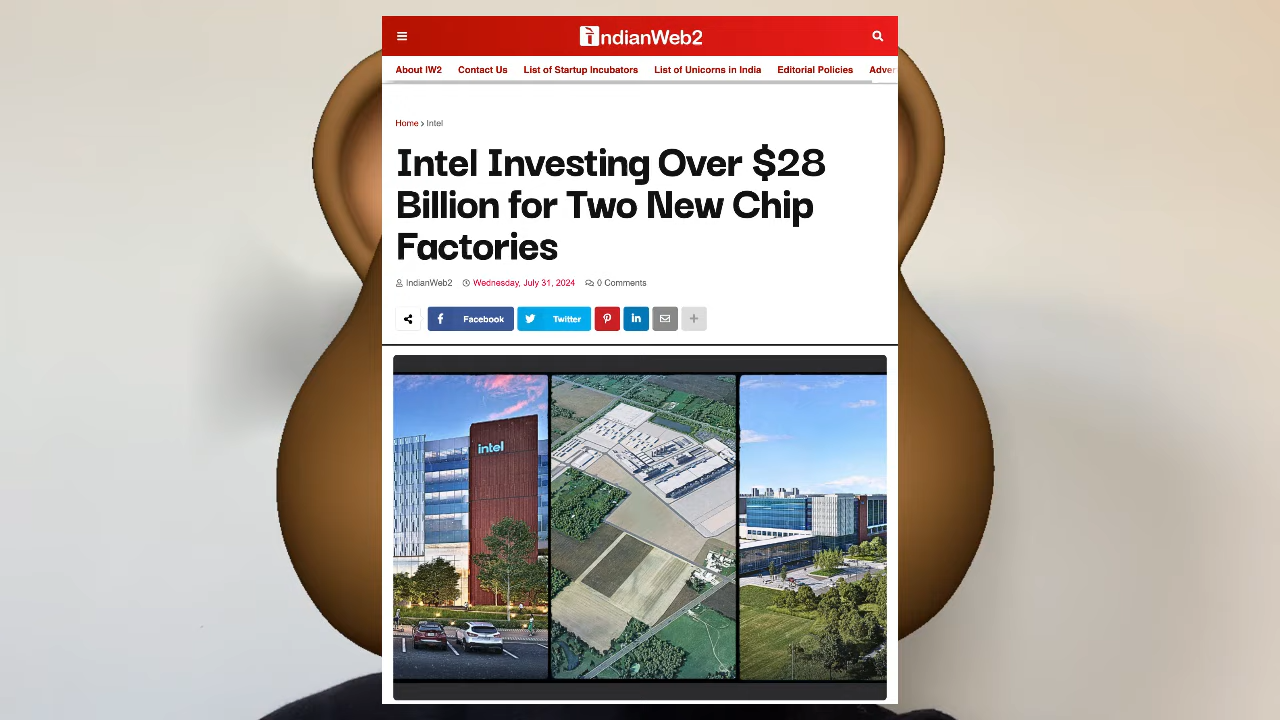 IndianWeb2
About IW2 Contact Us List of Startup Incubators List of Unicorns in India Editorial Policies Adver
Home > Intel
Intel Investing Over $28
Billion for Two New Chip
Factories
IndianWeb2 Wednesday, July 31, 2024 0 Comments
Facebook Twitter
intel